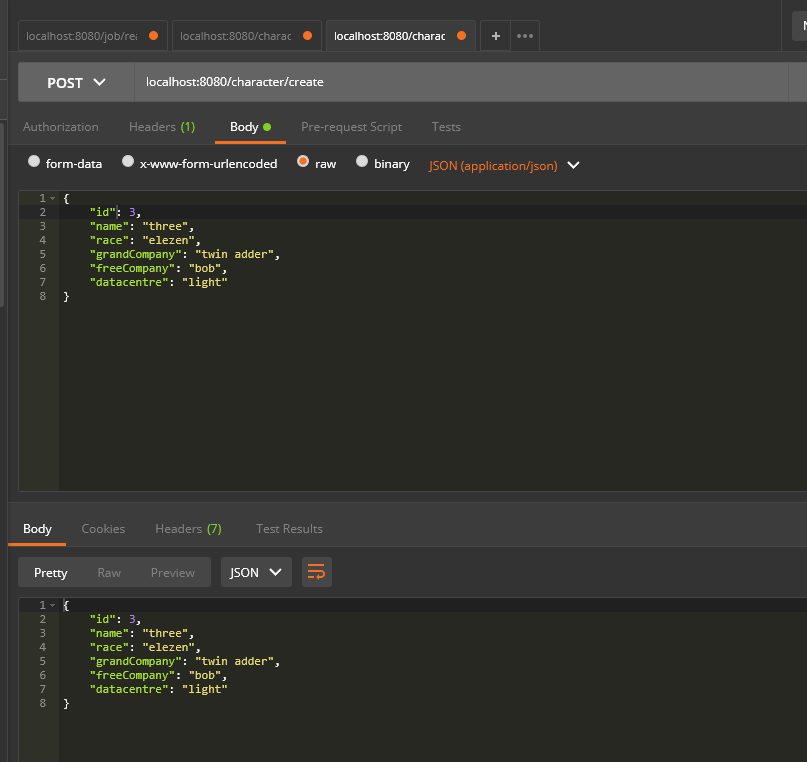 localhost:8080/job/rea localhost:8080/charac localhost:8080/charac + •••
POST localhost:8080/character/create
Authorization Headers (1) Body Pre-request Script Tests
form-data x-www-form-urlencoded raw binary JSON (application/json)
1 {
2 "id": 3,
3 "name": "three",
4 "race": "elezen",
5 "grandCompany": "twin adder",
6 "freeCompany": "bob",
7 "datacentre": "light"
8 }
Body Cookies Headers (7) Test Results
Pretty Raw Preview JSON
1 {
2 "id": 3,
3 "name": "three",
4 "race": "elezen",
5 "grandCompany": "twin adder",
6 "freeCompany": "bob",
7 "datacentre": "light"
8 }